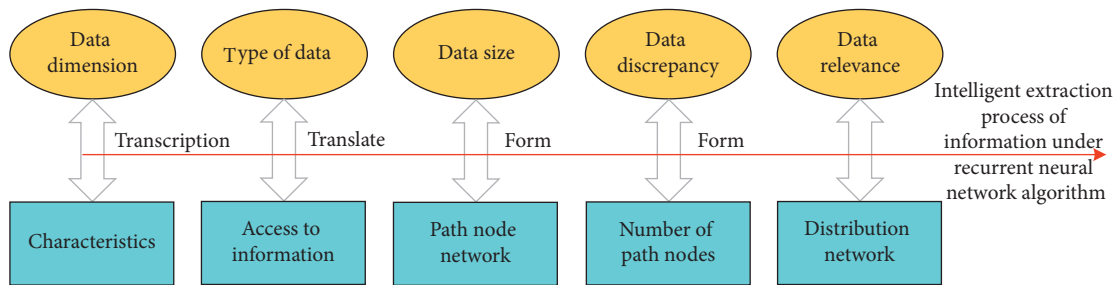 Data
dimension
Type of data
Data size
Data
discrepancy
Data
relevance
Transcription
Translate
Form
Form
Intelligent extraction
process of
information under
recurrent neural
network algorithm
Characteristics
Access to
information
Path node
network
Number of
path nodes
Distribution
network